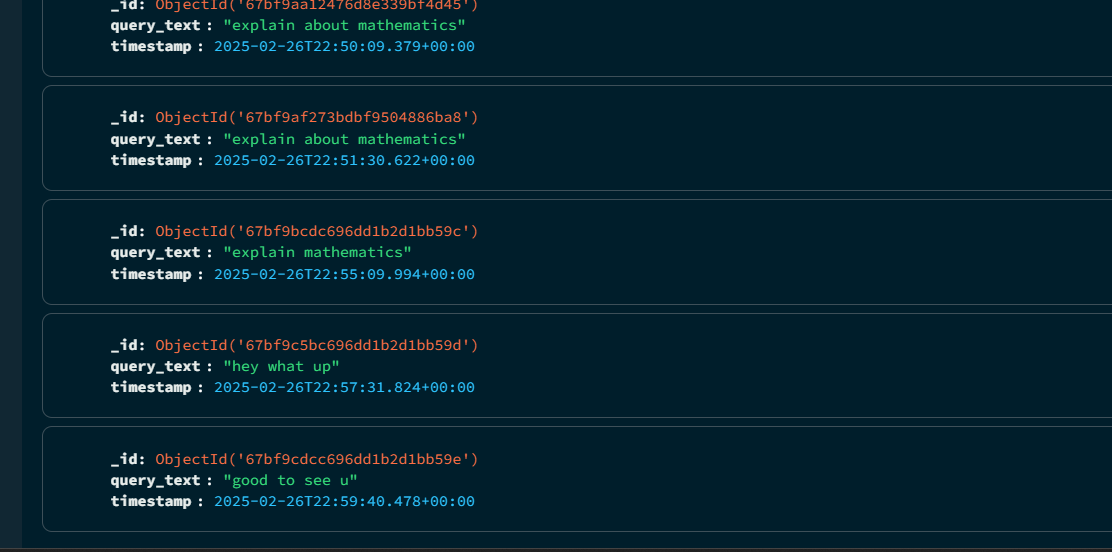 _id: ObjectId('67bf9aa12476d8e339bf4d45')
query_text : "explain about mathematics"
timestamp : 2025-02-26T22:50:09.379+00:00
_id: ObjectId('67bf9af273bdbf9504886ba8')
query_text : "explain about mathematics"
timestamp : 2025-02-26T22:51:30.622+00:00
_id: ObjectId('67bf9bcdc696dd1b2d1bb59c')
query_text : "explain mathematics"
timestamp : 2025-02-26T22:55:09.994+00:00
_id: ObjectId('67bf9c5bc696dd1b2d1bb59d')
query_text : "hey what up"
timestamp : 2025-02-26T22:57:31.824+00:00
_id: ObjectId('67bf9cdcc696dd1b2d1bb59e')
query_text : "good to see u"
timestamp : 2025-02-26T22:59:40.478+00:00